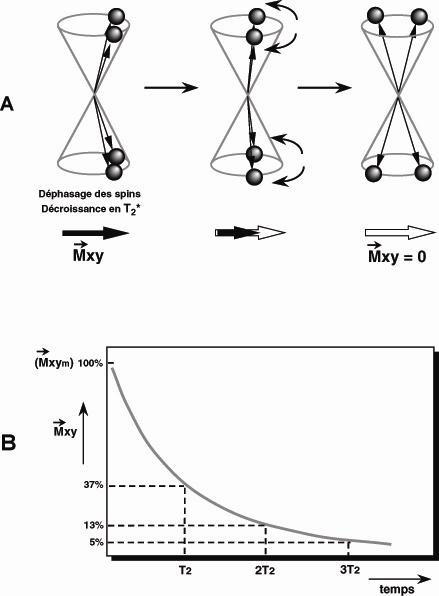 A
Déphasage des spins
Décroissance en T₂*
Mxy
Mxy = 0
B
(Mxym)
100%
Mxy
37%
13%
5%
T2
2T2
3T2
temps